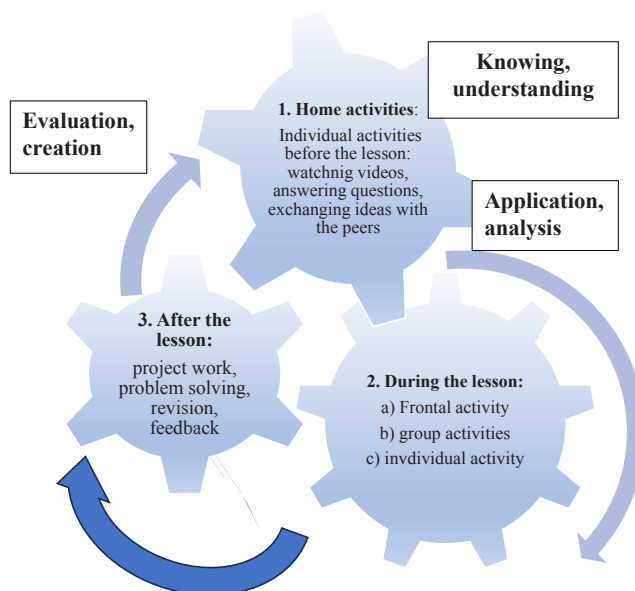 Knowing,
understanding
Evaluation,
creation
1. Home activities:
Individual activities
before the lesson:
watchnig videos,
answering questions,
exchanging ideas with
the peers
Application,
analysis
3. After the
lesson:
project work,
problem solving,
revision,
feedback
2. During the lesson:
a) Frontal activity
b) group activities
c) invdividual activity